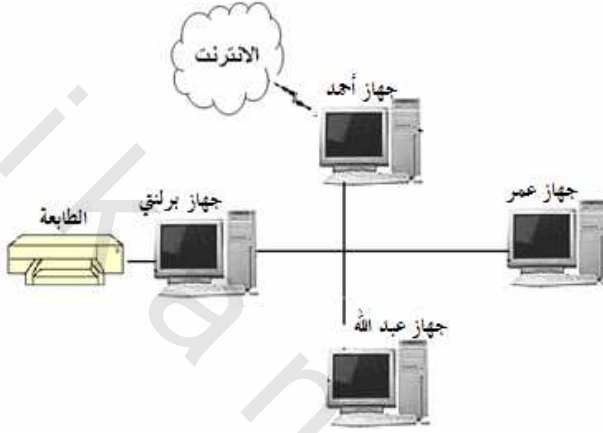 الانترنت
جهاز أحمد
جهاز عمر
جهاز برلنتي
الطابعة
جهاز عبد الله